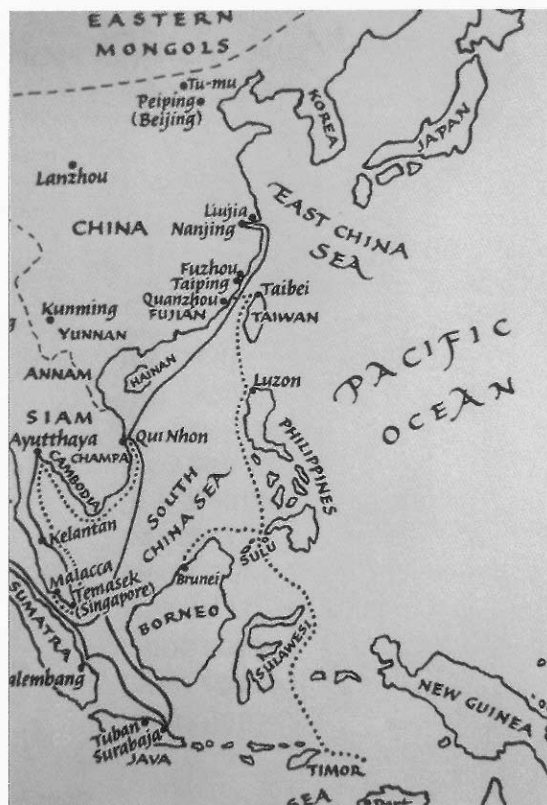 EASTERN
MONGOLS
Tu-mu
Peiping
(Beijing)
KOREA
JAPAN
Lanzhou
CHINA
Liujia
Nanjing
EAST CHINA
SEA
Fuzhou
Taiping
Quanzhou
FUJIAN
Taibei
TAIWAN
Kunming
YUNNAN
HAINAN
ANNAM
PACIFIC
OCEAN
Luzon
SIAM
Ayutthaya
QUI NHON
CHAMPA
CAMBODIA
PHILIPPINES
SOUTH
CHINA SEA
Kelantan
SULU
Malacca
Temasek
(Singapore)
Brunei
SUMATRA
BORNEO
SULAWESI
alembang
NEW GUINEA
Tuban
Surabaja
JAVA
TIMOR
SEA